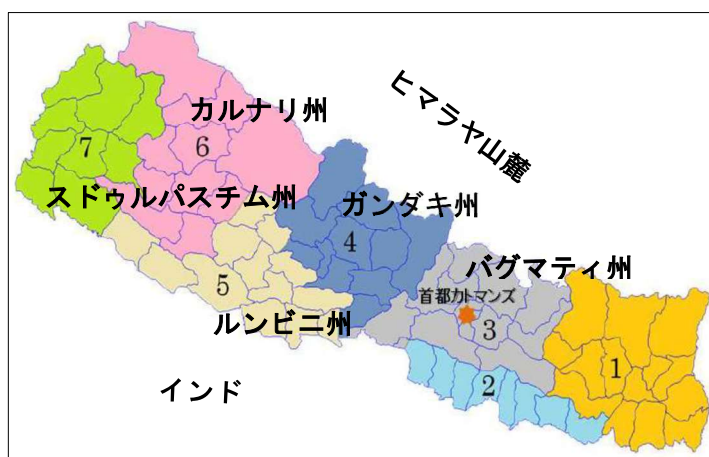 ヒマラヤ山麓
カルナリ州
6
7
スドゥルパスチム州
ガンダキ州
4
バグマティ州
5
首都カトマンズ
ルンビニ州
3
1
2
インド